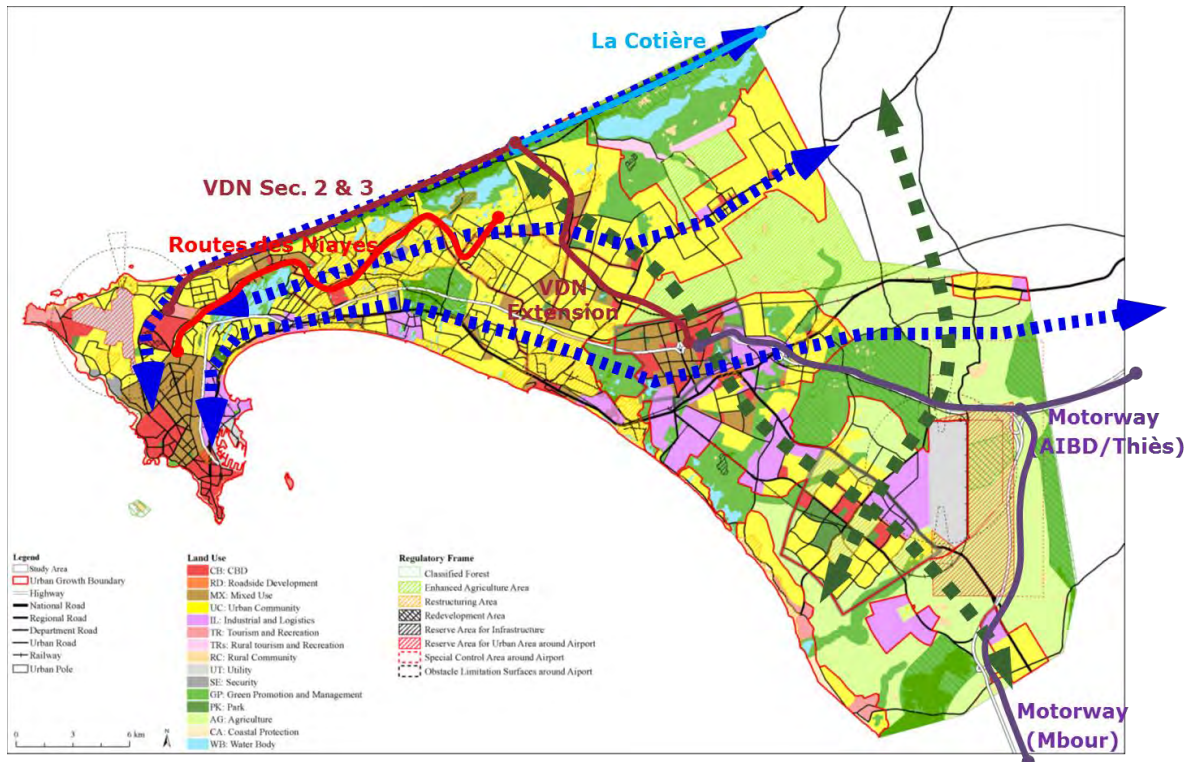 La Cotière
VDN Sec. 2 & 3
Routes des Niayes
VDN
Extension
Motorway
(AIBD/Thiès)
Motorway
(Mbour)
Legend
Study Area
Urban Growth Boundary
Highway
National Road
Regional Road
Department Road
Urban Road
Railway
Urban Pole
0 3 6 km
N
Land Use
CB: CBD
RD: Roadside Development
MX: Mixed Use
UC: Urban Community
IL: Industrial and Logistics
TR: Tourism and Recreation
TRs: Rural tourism and Recreation
RC: Rural Community
UT: Utility
SE: Security
GP: Green Promotion and Management
PK: Park
AG: Agriculture
CA: Coastal Protection
WB: Water Body
Regulatory Frame
Classified Forest
Enhanced Agriculture Area
Restructuring Area
Redevelopment Area
Reserve Area for Infrastructure
Reserve Area for Urban Area around Airport
Special Control Area around Airport
Obstacle Limitation Surfaces around Aiport